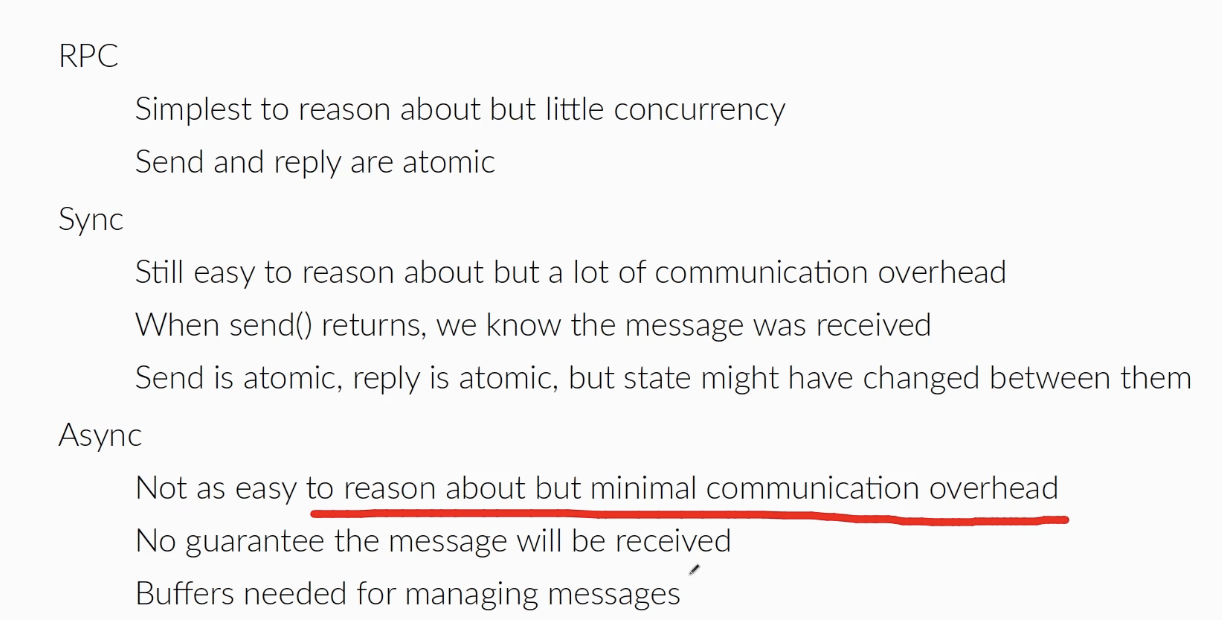 RPC
Simplest to reason about but little concurrency
Send and reply are atomic
Sync
Still easy to reason about but a lot of communication overhead
When send() returns, we know the message was received
Send is atomic, reply is atomic, but state might have changed between them
Async
Not as easy to reason about but minimal communication overhead
No guarantee the message will be received
Buffers needed for managing messages